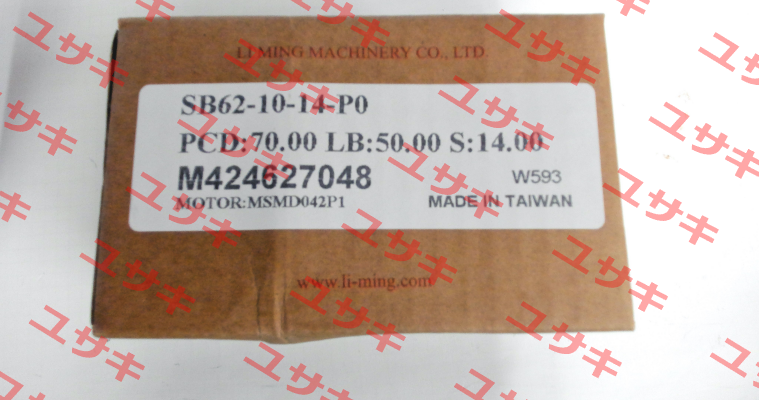 LI MING MACHINERY CO., LTD.
SB62-10-14-P0
PCD:70.00 LB:50.00 S:14.00
M424627048
W593
MOTOR:MSMD042P1
MADE IN TAIWAN
www.li-ming.com
ユサキ